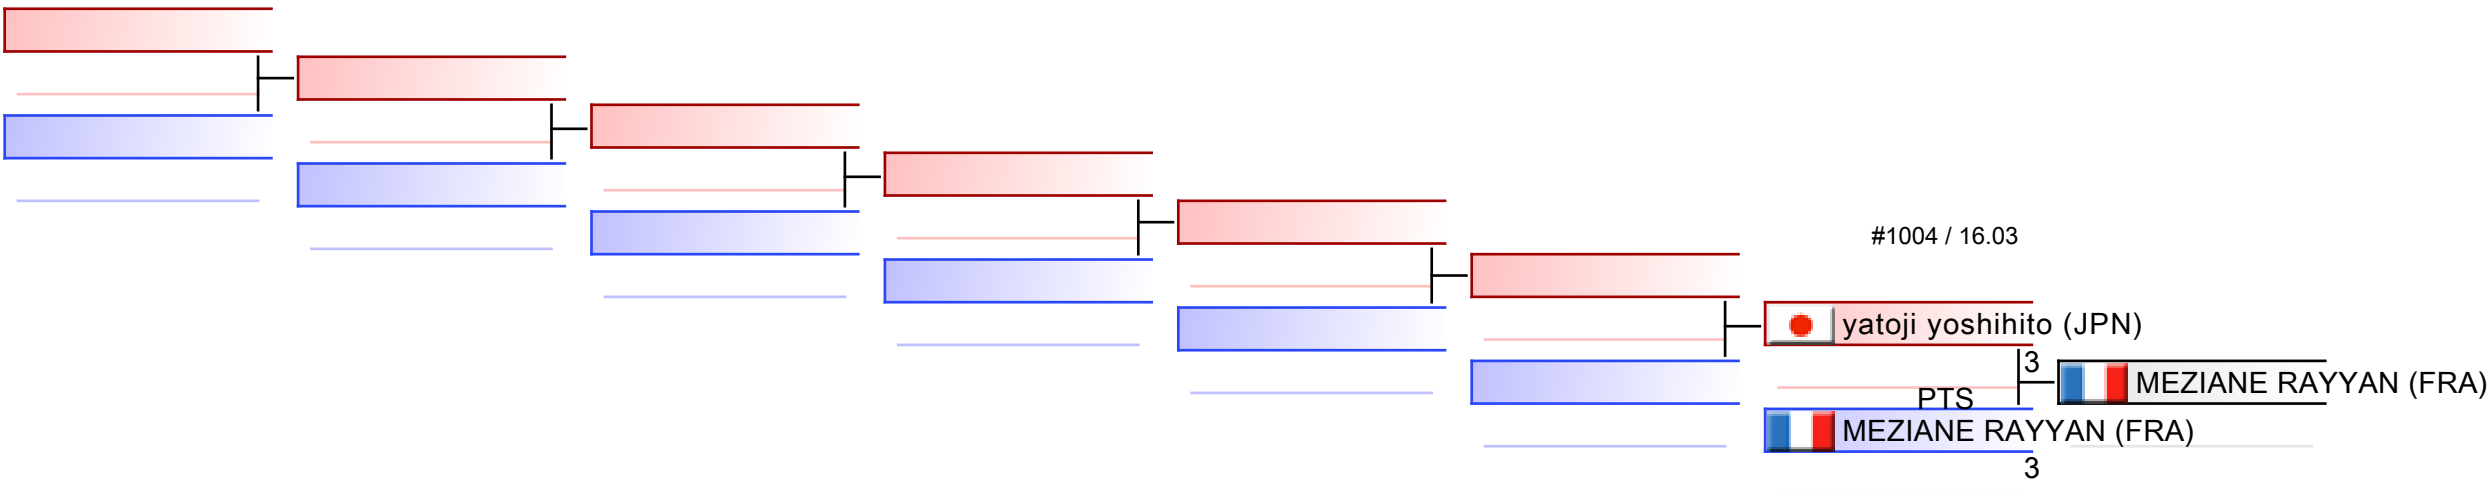 #1004 / 16.03
yatoji yoshihito (JPN)
3
MEZIANE RAYYAN (FRA)
PTS
MEZIANE RAYYAN (FRA)
3